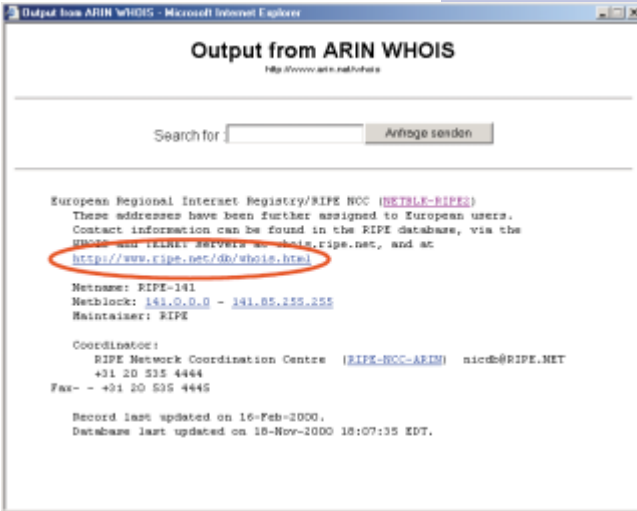 Output from ARIN WHOIS - Microsoft Internet Explorer
Output from ARIN WHOIS
http://www.arin.net/whois
Search for : Anfrage senden
European Regional Internet Registry/RIPE NCC (NETBLK-RIPE2)
These addresses have been further assigned to European users.
Contact information can be found in the RIPE database, via the
WHOIS and TELNET servers at whois.ripe.net, and at
http://www.ripe.net/db/whois.html
Netname: RIPE-141
Netblock: 141.0.0.0 - 141.85.255.255
Maintainer: RIPE
Coordinator:
RIPE Network Coordination Centre (RIPE-NCC-ARIN) nicdb@RIPE.NET
+31 20 535 4444
Fax- - +31 20 535 4445
Record last updated on 16-Feb-2000.
Database last updated on 18-Nov-2000 18:07:35 EDT.